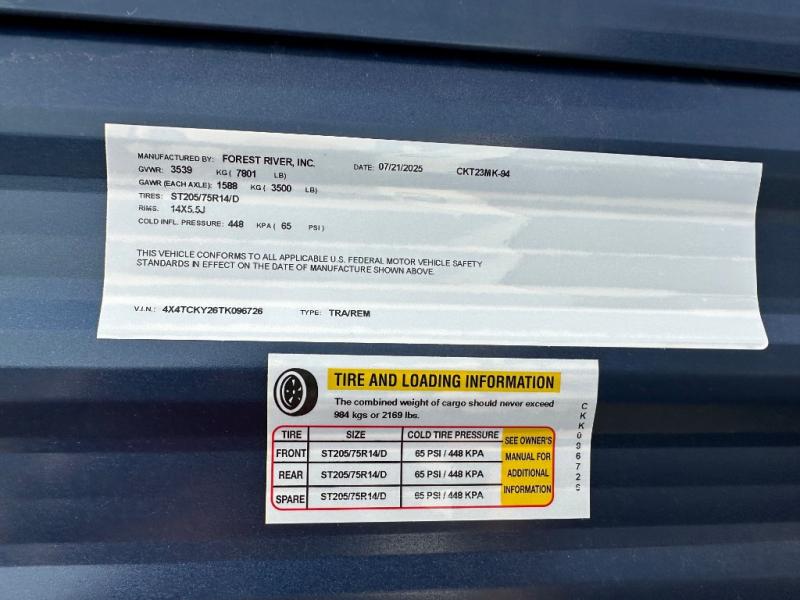 MANUFACTURED BY: FOREST RIVER, INC. DATE: 07/21/2025 CKT23MK-94
GVWR: 3539 KG ( 7801 LB)
GAWR (EACH AXLE): 1588 KG ( 3500 LB)
TIRES: ST205/75R14/D
RIMS. 14X5.5J
COLD INFL. PRESSURE: 448 KPA ( 65 PSI )
THIS VEHICLE CONFORMS TO ALL APPLICABLE U.S. FEDERAL MOTOR VEHICLE SAFETY
STANDARDS IN EFFECT ON THE DATE OF MANUFACTURE SHOWN ABOVE.
V.I.N.: 4X4TCKY26TK096726 TYPE: TRA/REM
TIRE AND LOADING INFORMATION
The combined weight of cargo should never exceed
984 kgs or 2169 lbs.
TIRE SIZE COLD TIRE PRESSURE
FRONT ST205/75R14/D 65 PSI / 448 KPA
REAR ST205/75R14/D 65 PSI / 448 KPA
SPARE ST205/75R14/D 65 PSI / 448 KPA
SEE OWNER'S
MANUAL FOR
ADDITIONAL
INFORMATION